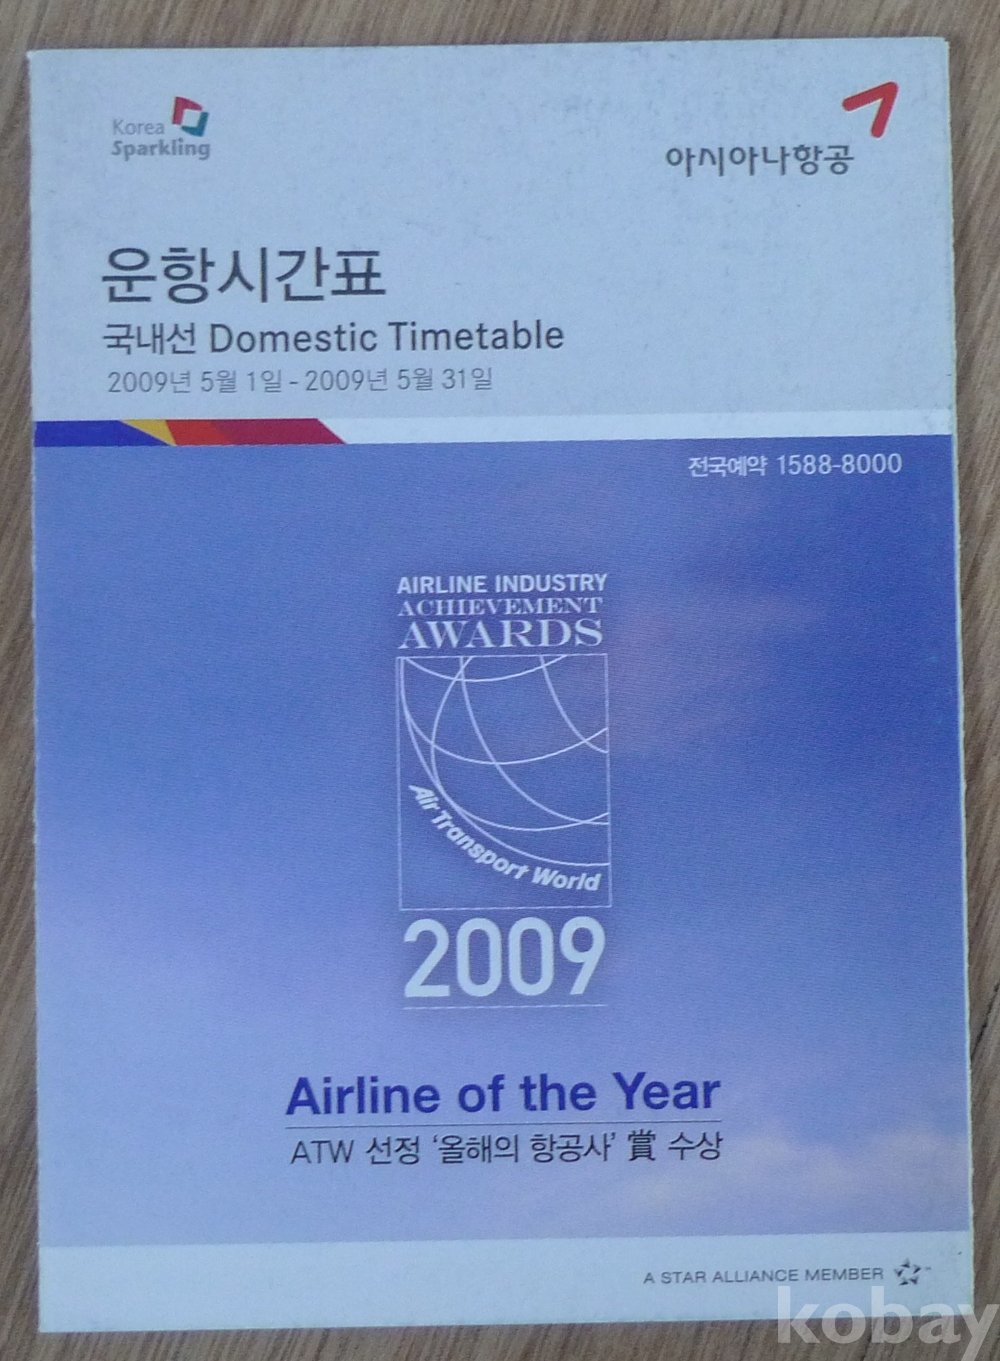 Korea
Sparkling
아시아나항공
운항시간표
국내선 Domestic Timetable
2009년 5월 1일 - 2009년 5월 31일
전국예약 1588-8000
AIRLINE INDUSTRY
ACHIEVEMENT
AWARDS
Air Transport World
2009
Airline of the Year
ATW 선정 '올해의 항공사' 賞 수상
A STAR ALLIANCE MEMBER
kobay